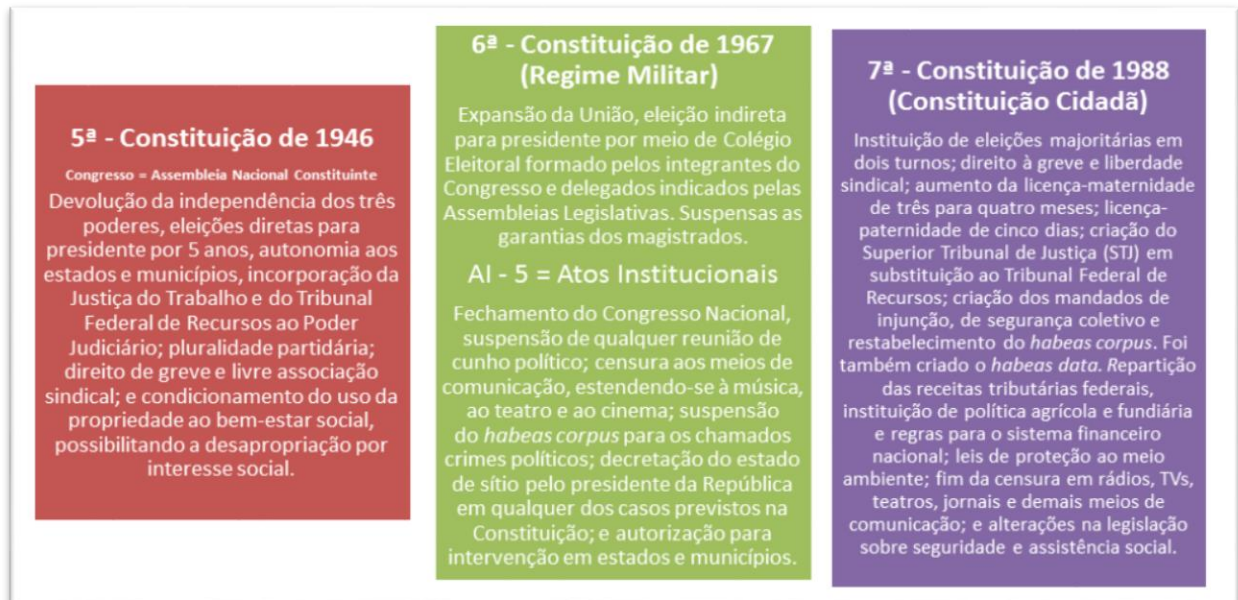 5ª - Constituição de 1946
Congresso = Assembleia Nacional Constituinte
Devolução da independência dos três
poderes, eleições diretas para
presidente por 5 anos, autonomia aos
estados e municípios, incorporação da
Justiça do Trabalho e do Tribunal
Federal de Recursos ao Poder
Judiciário; pluralidade partidária;
direito de greve e livre associação
sindical; e condicionamento do uso da
propriedade ao bem-estar social,
possibilitando a desapropriação por
interesse social.
6ª - Constituição de 1967
(Regime Militar)
Expansão da União, eleição indireta
para presidente por meio de Colégio
Eleitoral formado pelos integrantes do
Congresso e delegados indicados pelas
Assembleias Legislativas. Suspensas as
garantias dos magistrados.
AI - 5 = Atos Institucionais
Fechamento do Congresso Nacional,
suspensão de qualquer reunião de
cunho político; censura aos meios de
comunicação, estendendo-se à música,
ao teatro e ao cinema; suspensão
do habeas corpus para os chamados
crimes políticos; decretação do estado
de sítio pelo presidente da República
em qualquer dos casos previstos na
Constituição; e autorização para
intervenção em estados e municípios.
7ª - Constituição de 1988
(Constituição Cidadã)
Instituição de eleições majoritárias em
dois turnos; direito à greve e liberdade
sindical; aumento da licença-maternidade
de três para quatro meses; licença-
paternidade de cinco dias; criação do
Superior Tribunal de Justiça (STJ) em
substituição ao Tribunal Federal de
Recursos; criação dos mandados de
injunção, de segurança coletivo e
restabelecimento do habeas corpus. Foi
também criado o habeas data. Repartição
das receitas tributárias federais,
instituição de política agrícola e fundiária
e regras para o sistema financeiro
nacional; leis de proteção ao meio
ambiente; fim da censura em rádios, TVs,
teatros, jornais e demais meios de
comunicação; e alterações na legislação
sobre seguridade e assistência social.